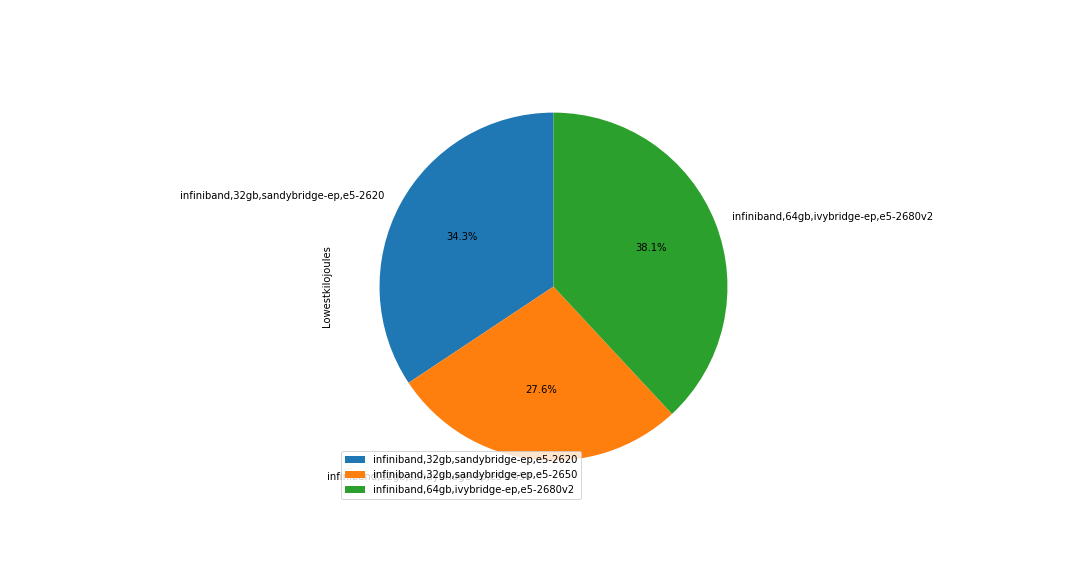 infiniband,32gb,sandybridge-ep,e5-2620
infiniband,64gb,ivybridge-ep,e5-2680v2
34.3%
38.1%
Lowestkilojoules
27.6%
infiniband,32gb,sandybridge-ep,e5-2620
infiniband,32gb,sandybridge-ep,e5-2650
infiniband,64gb,ivybridge-ep,e5-2680v2